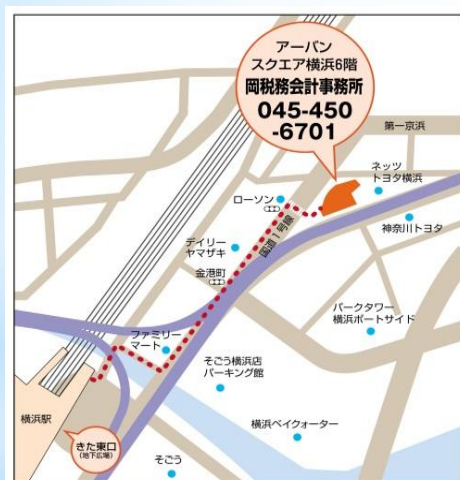 アーバン
スクエア横浜6階
岡税務会計事務所
045-450
-6701
第一京浜
ネッツ
トヨタ横浜
ローソン
神奈川トヨタ
国道1号線
デイリー
ヤマザキ
金港町
パークタワー
横浜ポートサイド
ファミリー
マート
そごう横浜店
パーキング館
横浜駅
横浜ベイクォーター
きた東口
(地下広場)
そごう